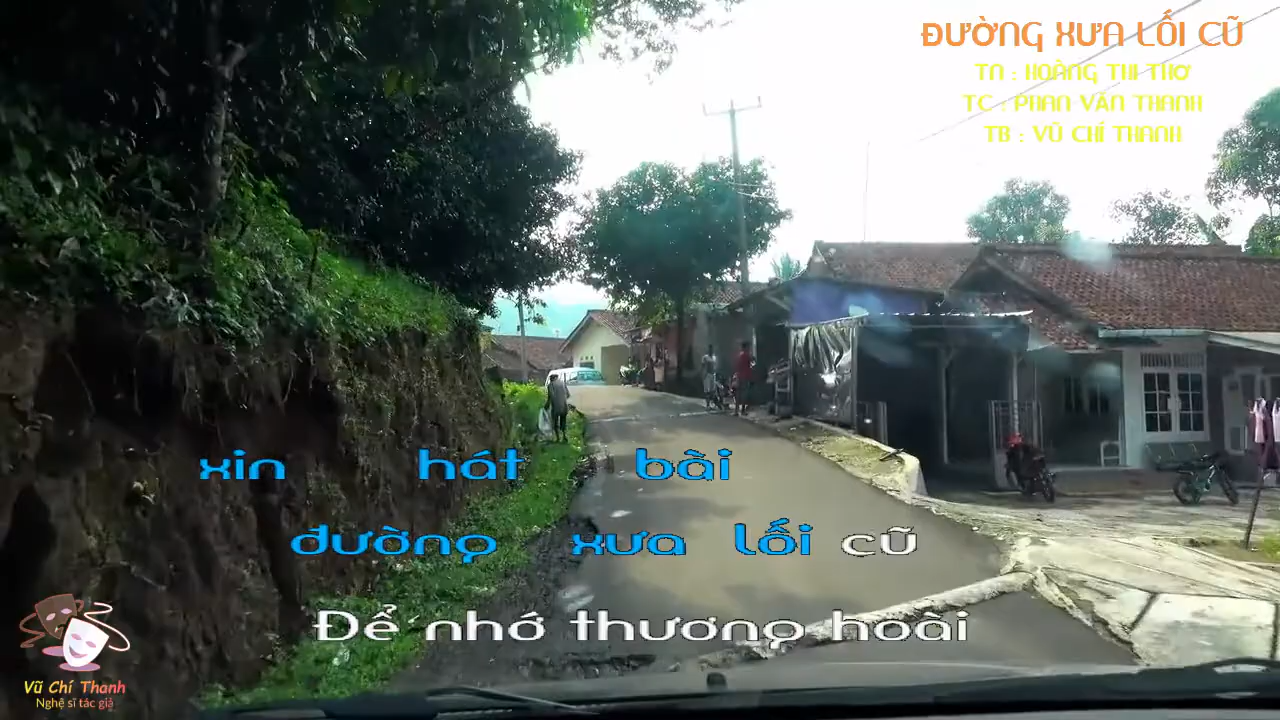 ĐƯỜNG XƯA LỐI CŨ
TN : HOÀNG THI THƠ
TC : PHAN VĂN THANH
TB : VŨ CHÍ THANH
xin hát bài
đường xưa lối cũ
Để nhớ thương hoài
Vũ Chí Thanh
Nghệ sĩ tác giả